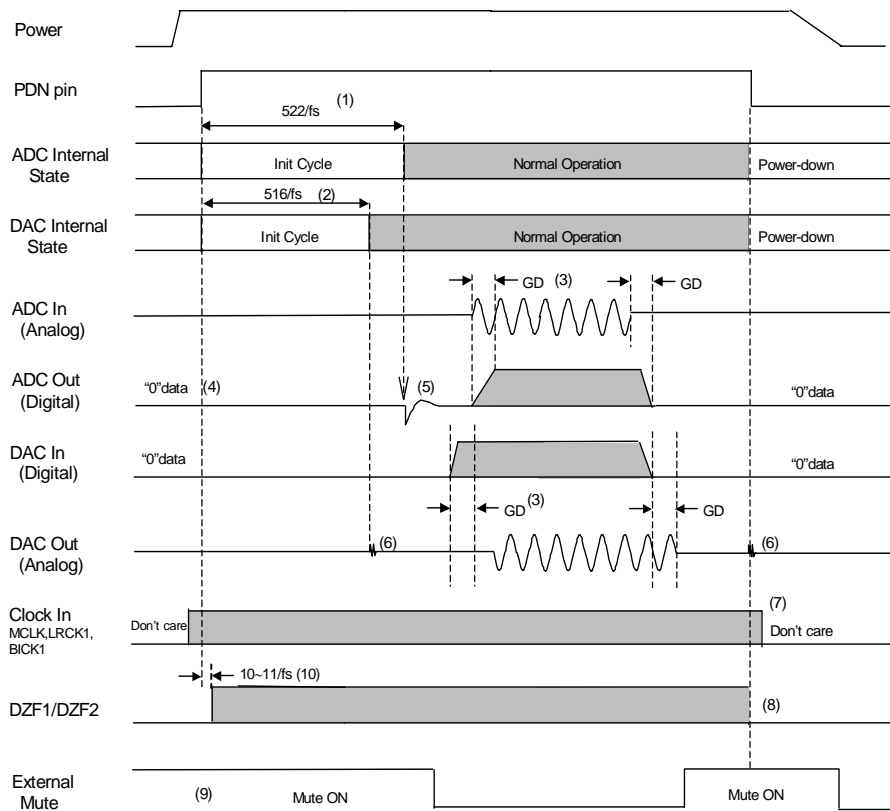 Power
PDN pin
522/fs (1)
ADC Internal
State
Init Cycle
Normal Operation
Power-down
516/fs (2)
DAC Internal
State
Init Cycle
Normal Operation
Power-down
GD (3)
GD
ADC In
(Analog)
ADC Out
(Digital)
“0”data (4)
(5)
“0”data
DAC In
(Digital)
“0”data
“0”data
GD (3)
GD
DAC Out
(Analog)
(6)
(6)
Clock In
MCLK,LRCK1,
BICK1
Don’t care
(7)
Don’t care
10~11/fs (10)
DZF1/DZF2
(8)
External
Mute
(9)
Mute ON
Mute ON